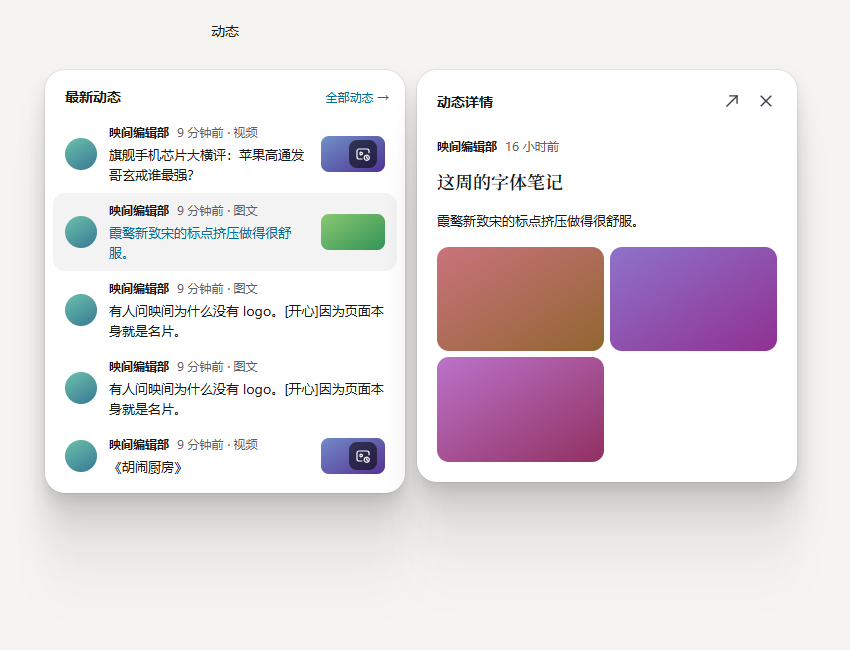 动态
最新动态
全部动态 →
映间编辑部 9 分钟前 · 视频
旗舰手机芯片大横评：苹果高通发
哥玄戒谁最强?
映间编辑部 9 分钟前 · 图文
霞鹜新致宋的标点挤压做得很舒
服。
映间编辑部 9 分钟前 · 图文
有人问映间为什么没有 logo。[开心]因为页面本
身就是名片。
映间编辑部 9 分钟前 · 图文
有人问映间为什么没有 logo。[开心]因为页面本
身就是名片。
映间编辑部 9 分钟前 · 视频
《胡闹厨房》
动态详情
映间编辑部 16 小时前
这周的字体笔记
霞鹜新致宋的标点挤压做得很舒服。